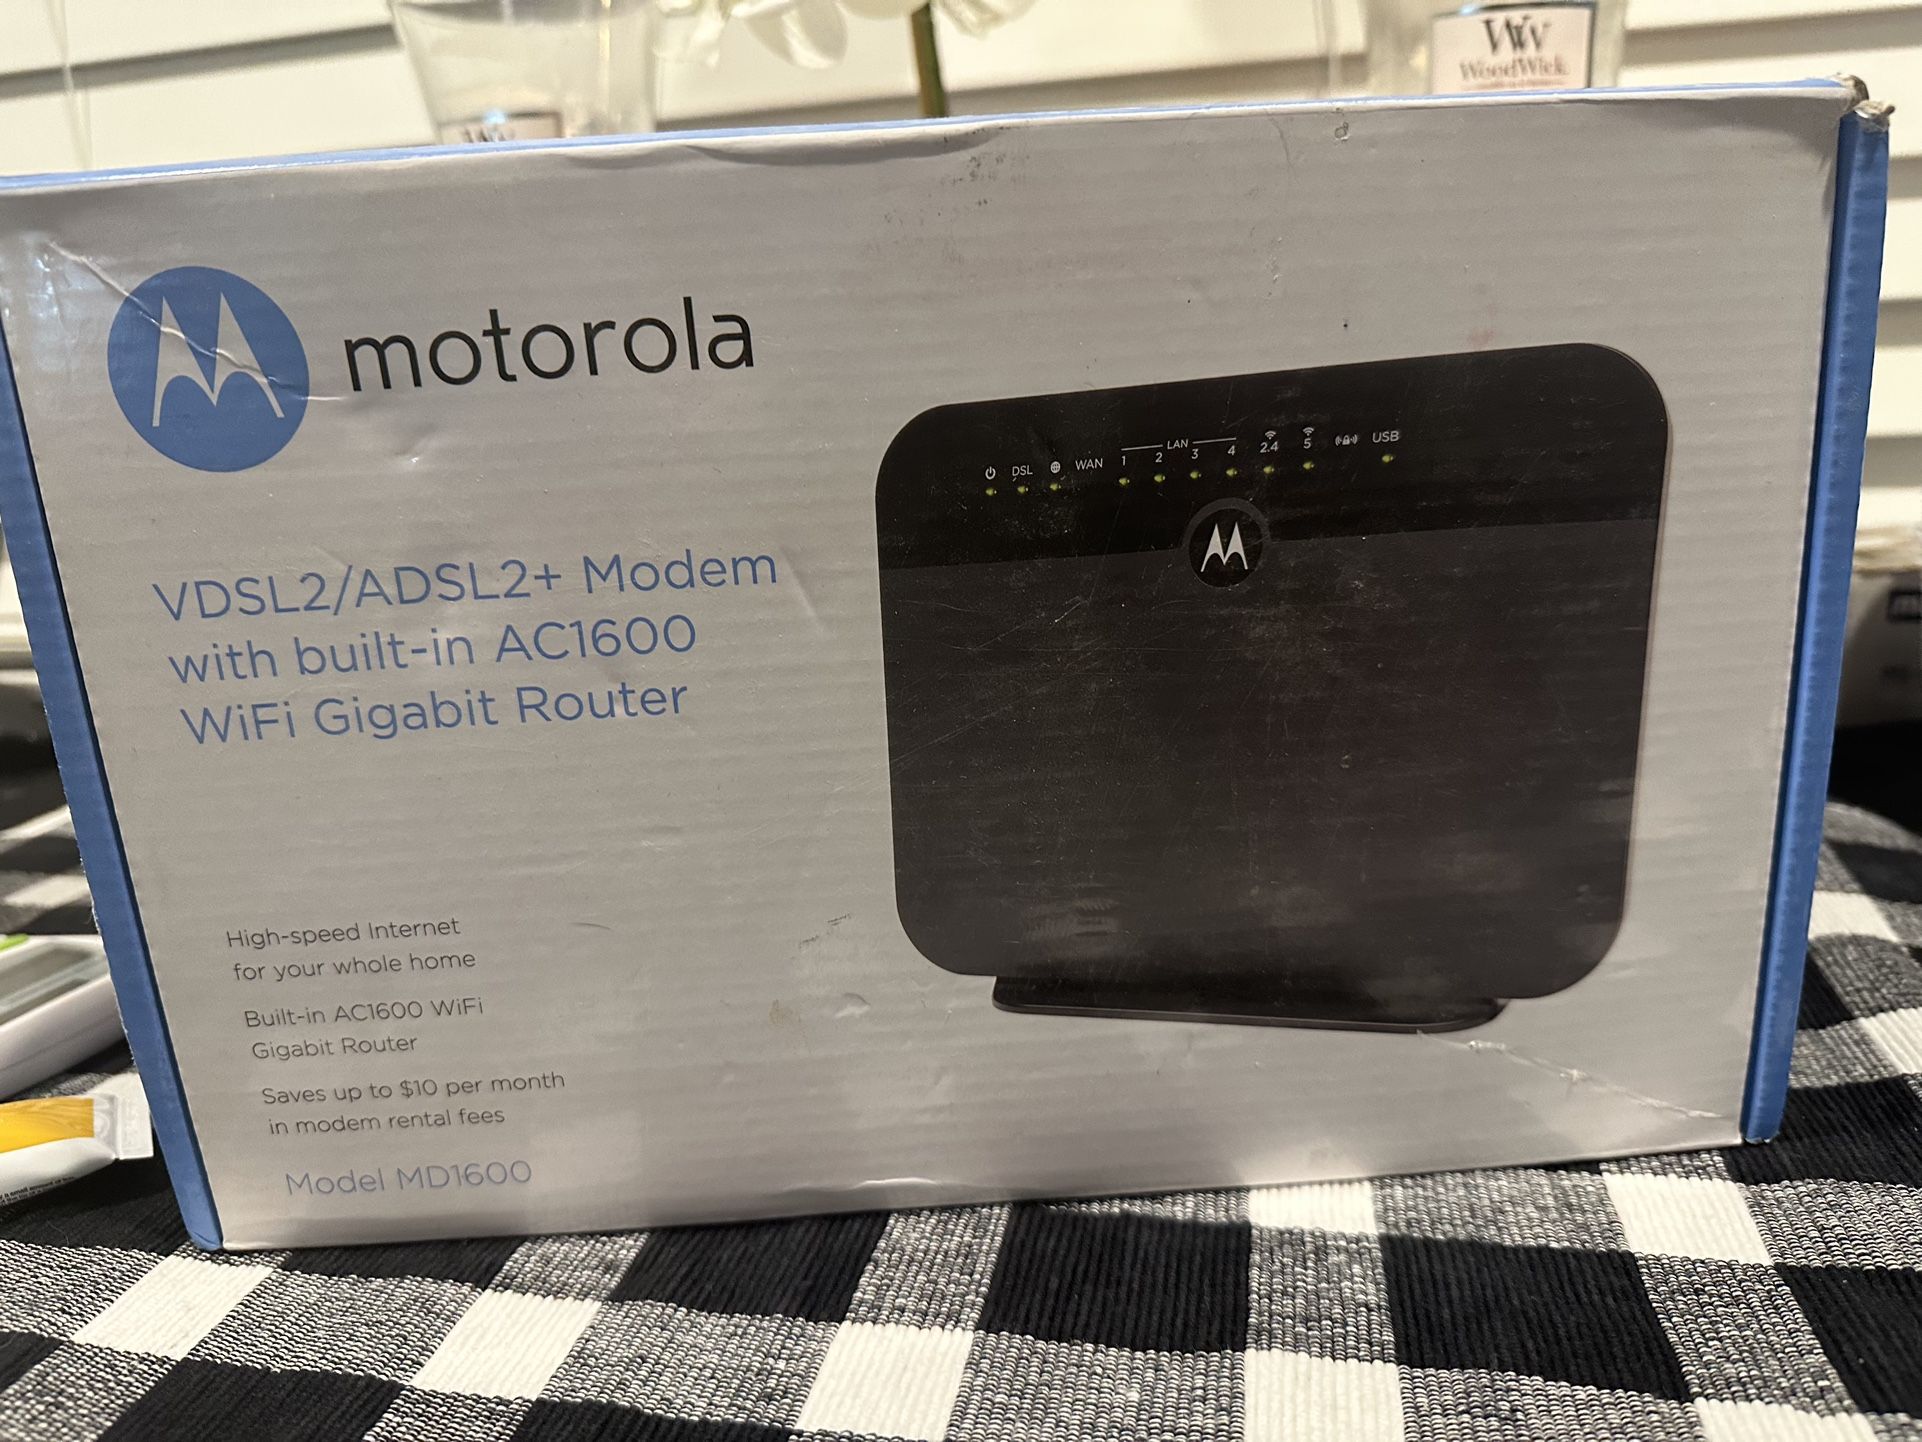 WW
WoodWick
motorola
VDSL2/ADSL2+ Modem
with built-in AC1600
WiFi Gigabit Router
High-speed Internet
for your whole home
Built-in AC1600 WiFi
Gigabit Router
Saves up to $10 per month
in modem rental fees
Model MD1600
DSL
WAN
LAN
1
2
3
4
2.4
5
USB